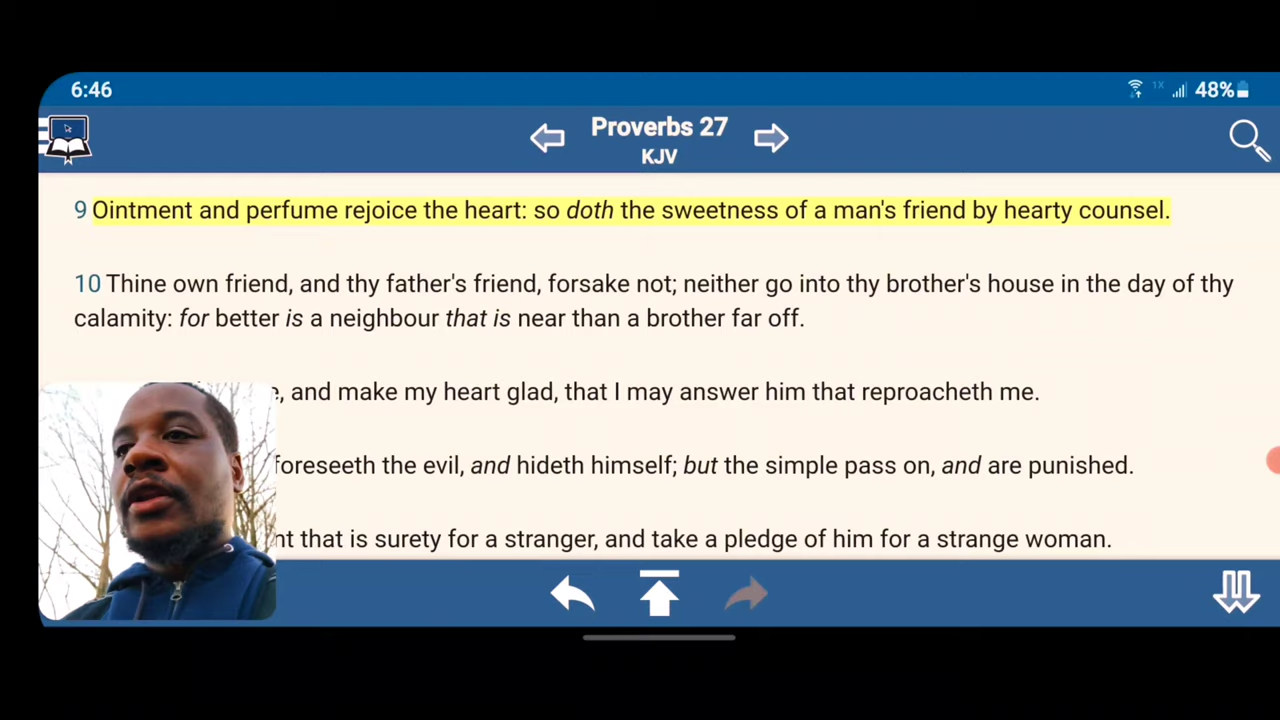 6:46
1X
48%
Proverbs 27
KJV
9 Ointment and perfume rejoice the heart: so doth the sweetness of a man's friend by hearty counsel.
10 Thine own friend, and thy father's friend, forsake not; neither go into thy brother's house in the day of thy
calamity: for better is a neighbour that is near than a brother far off.
, and make my heart glad, that I may answer him that reproacheth me.
foreseeth the evil, and hideth himself; but the simple pass on, and are punished.
that is surety for a stranger, and take a pledge of him for a strange woman.